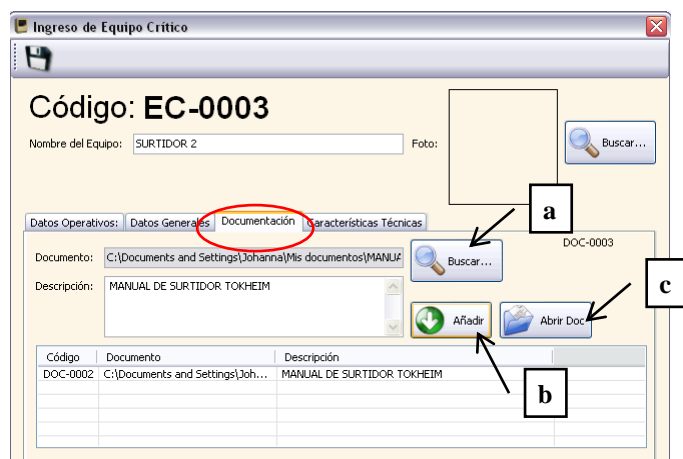 Ingreso de Equipo Crítico
Código: EC-0003
Nombre del Equipo: SURTIDOR 2 Foto: Buscar...
a
Datos Operativos: Datos Generales Documentación Características Técnicas
DOC-0003
Documento: C:\Documents and Settings\Johanna\Mis documentos\MANUA Buscar...
c
Descripción: MANUAL DE SURTIDOR TOKHEIM
Añadir Abrir Doc
b
Código Documento Descripción
DOC-0002 C:\Documents and Settings\Joh... MANUAL DE SURTIDOR TOKHEIM